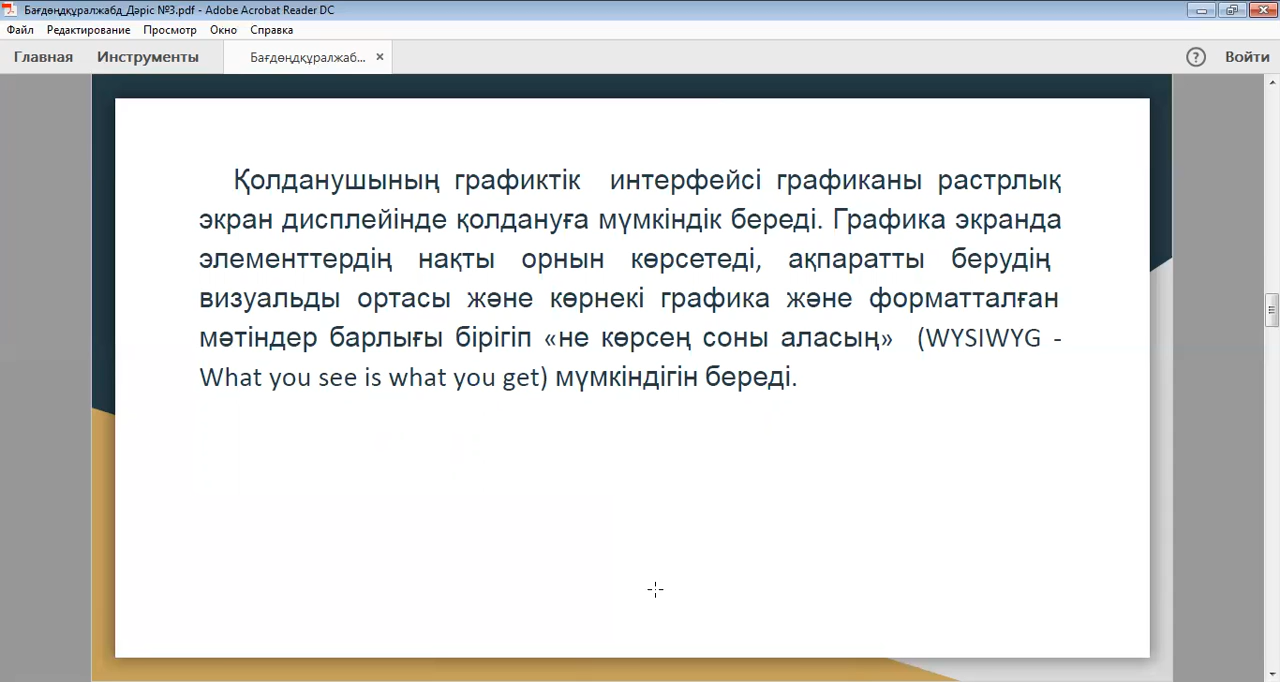 Бағдөңдқұралжабд_Дәріс №3.pdf - Adobe Acrobat Reader DC
Файл Редактирование Просмотр Окно Справка
Главная Инструменты Бағдөңдқұралжаб... × ? Войти
Қолданушының графиктік интерфейсі графиканы растрлық
экран дисплейінде қолдануға мүмкіндік береді. Графика экранда
элементтердің нақты орнын көрсетеді, ақпаратты берудің
визуальды ортасы және көрнекі графика және форматталған
мәтіндер барлығы бірігіп «не көрсең соны аласың» (WYSIWYG -
What you see is what you get) мүмкіндігін береді.